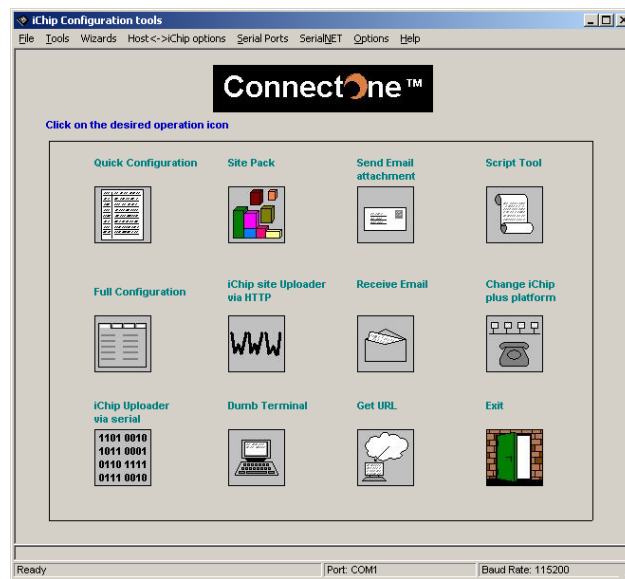 iChip Configuration tools
File Tools Wizards Host<->iChip options Serial Ports SerialNET Options Help
ConnectOne™
Click on the desired operation icon
Quick Configuration
Site Pack
Send Email
attachment
Script Tool
Full Configuration
iChip site Uploader
via HTTP
WWW
Receive Email
Change iChip
plus platform
iChip Uploader
via serial
1101 0010
1011 0001
0110 1111
0111 0010
Dumb Terminal
Get URL
Exit
Ready
Port: COM1
Baud Rate: 115200